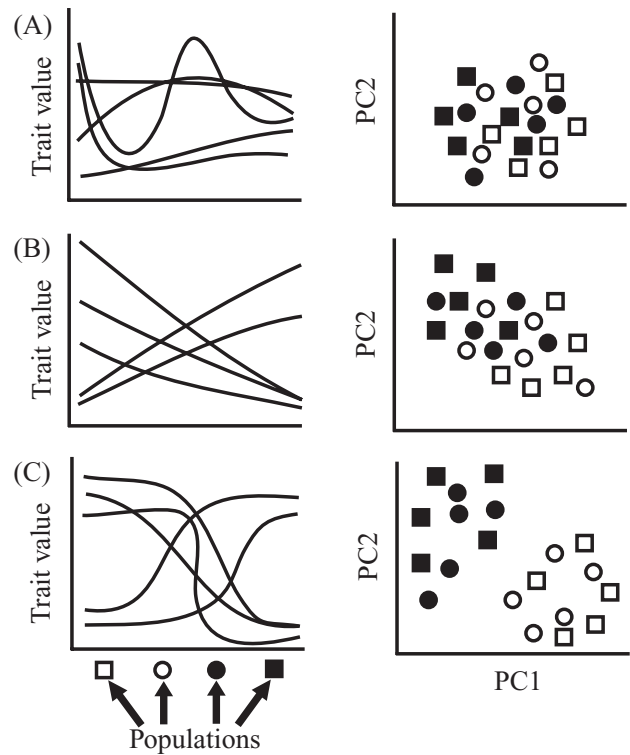 (A)
Trait value
PC2
(B)
Trait value
PC2
(C)
Trait value
PC2
PC1
Populations